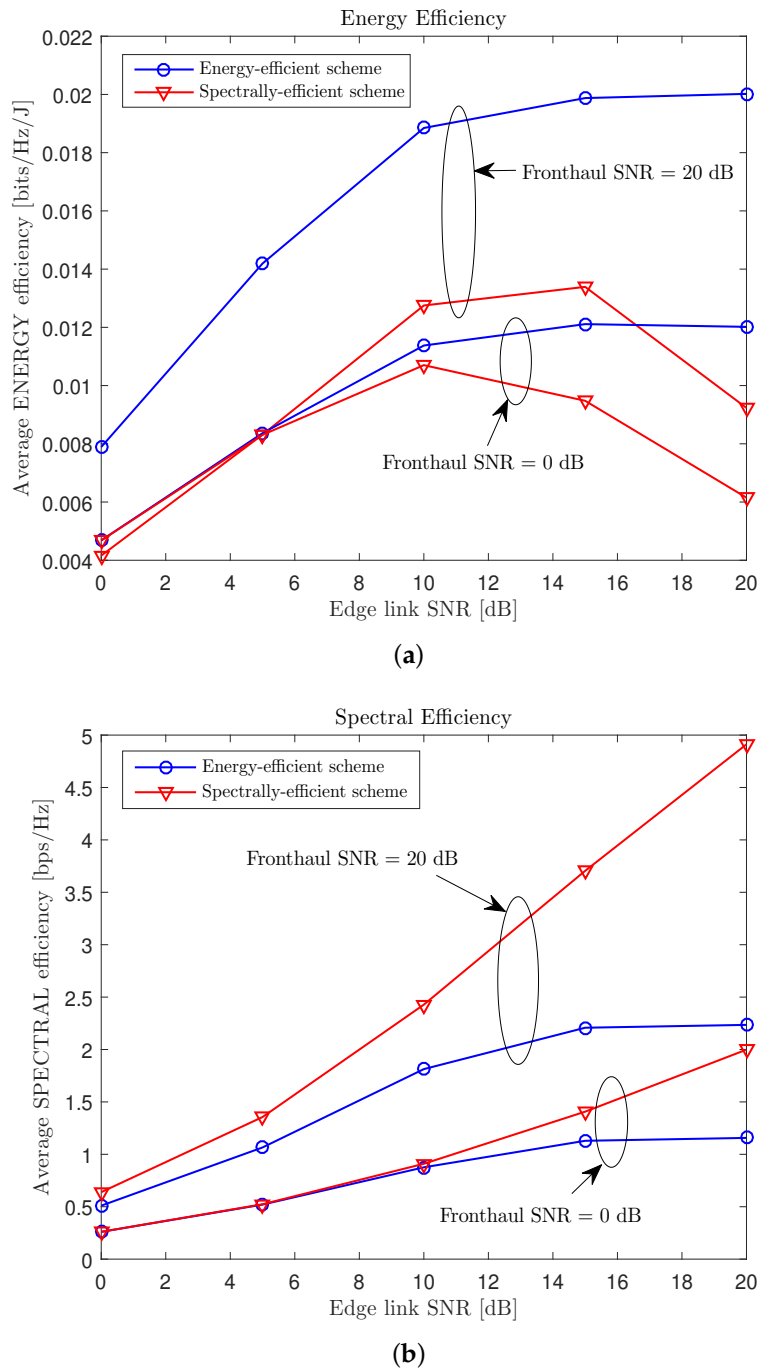 Energy Efficiency
0.022
0.02
0.018
0.016
0.014
0.012
0.01
0.008
0.006
0.004
Average ENERGY efficiency [bits/Hz/J]
Energy-efficient scheme
Spectrally-efficient scheme
Fronthaul SNR = 20 dB
Fronthaul SNR = 0 dB
0 2 4 6 8 10 12 14 16 18 20
Edge link SNR [dB]
(a)
Spectral Efficiency
5
4.5
4
3.5
3
2.5
2
1.5
1
0.5
0
Average SPECTRAL efficiency [bps/Hz]
Energy-efficient scheme
Spectrally-efficient scheme
Fronthaul SNR = 20 dB
Fronthaul SNR = 0 dB
0 2 4 6 8 10 12 14 16 18 20
Edge link SNR [dB]
(b)